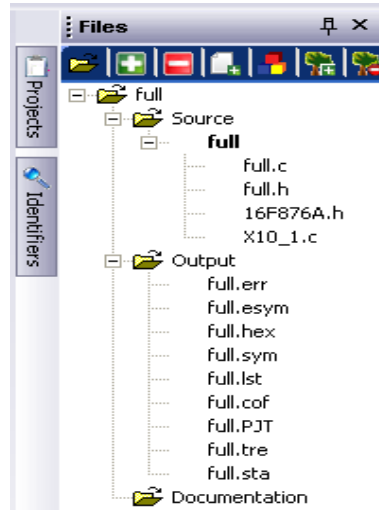 Files
Projects
Identifiers
full
Source
full
full.c
full.h
16F876A.h
X10_1.c
Output
full.err
full.esym
full.hex
full.sym
full.lst
full.cof
full.PJT
full.tre
full.sta
Documentation